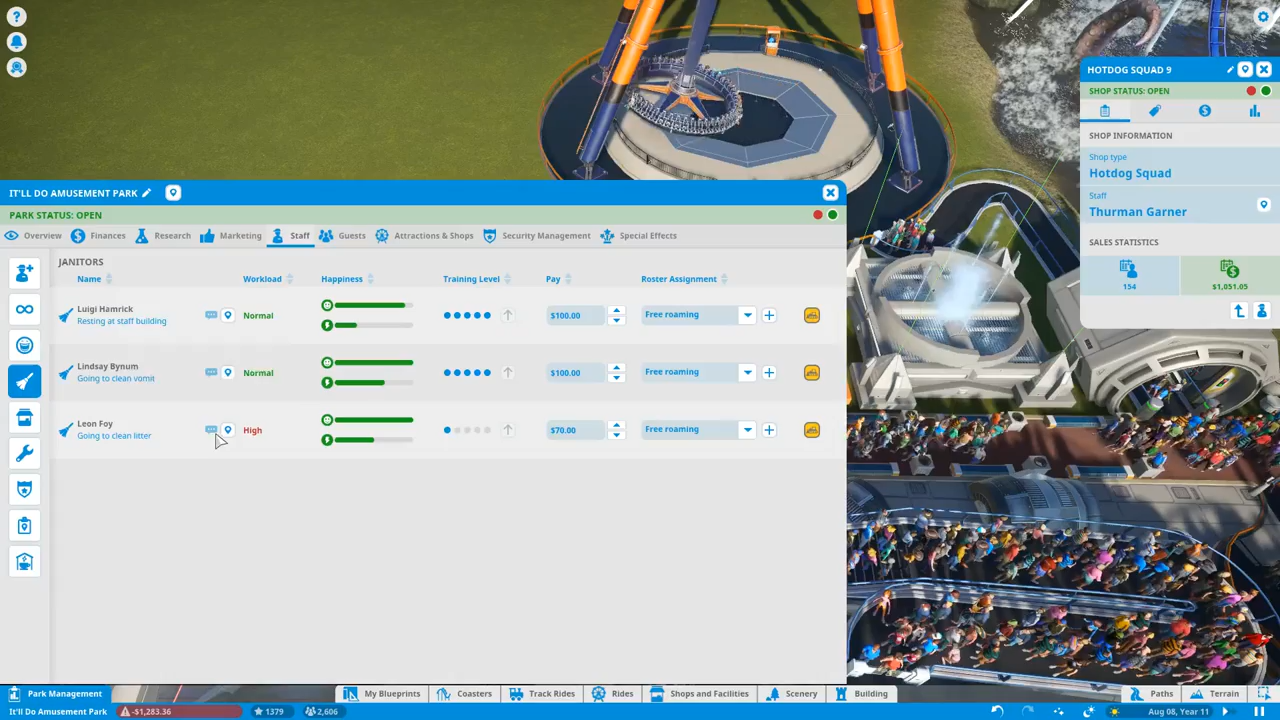 ?
HOTDOG SQUAD 9
SHOP STATUS: OPEN
SHOP INFORMATION
Shop type
Hotdog Squad
Staff
Thurman Garner
SALES STATISTICS
154
$1,051.05
IT'LL DO AMUSEMENT PARK
PARK STATUS: OPEN
Overview
Finances
Research
Marketing
Staff
Guests
Attractions & Shops
Security Management
Special Effects
JANITORS
Name
Workload
Happiness
Training Level
Pay
Roster Assignment
Luigi Hamrick
Resting at staff building
Normal
$100.00
Free roaming
Lindsay Bynum
Going to clean vomit
Normal
$100.00
Free roaming
Leon Foy
Going to clean litter
High
$70.00
Free roaming
Park Management
My Blueprints
Coasters
Track Rides
Rides
Shops and Facilities
Scenery
Building
Paths
Terrain
It'll Do Amusement Park
-$1,283.36
1379
2,606
Aug 08, Year 11